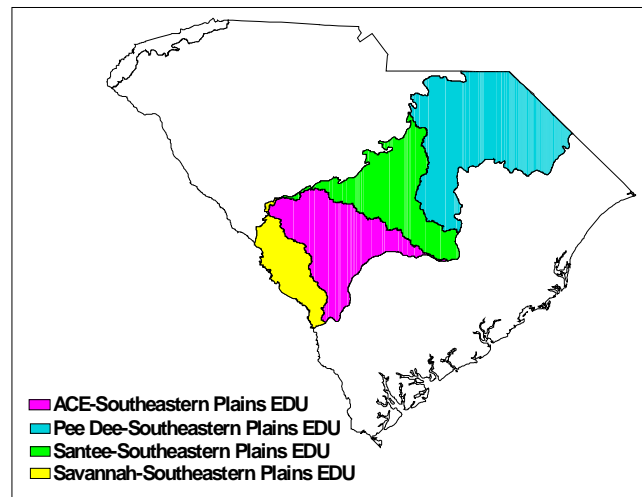 ACE-Southeastern Plains EDU
Pee Dee-Southeastern Plains EDU
Santee-Southeastern Plains EDU
Savannah-Southeastern Plains EDU